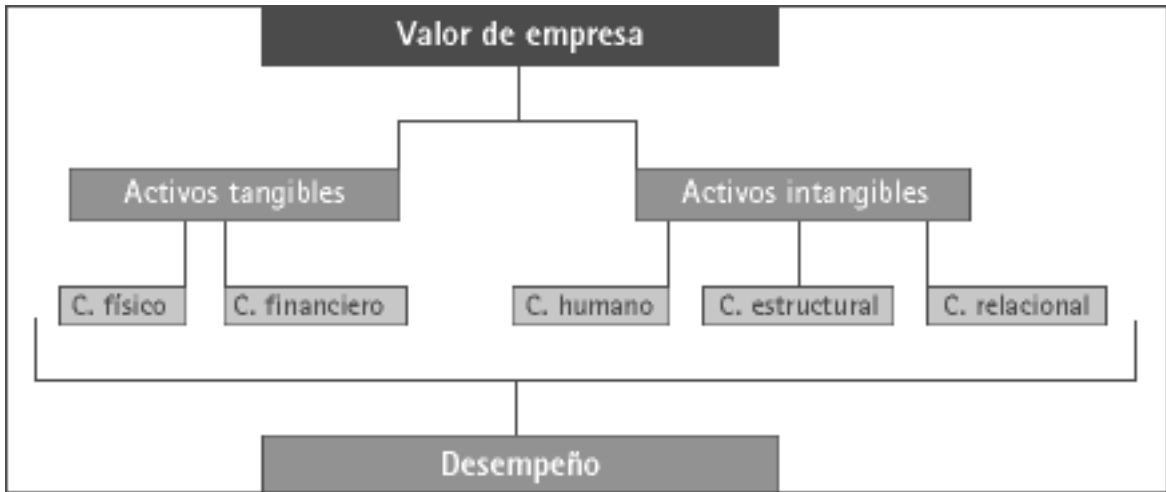 Valor de empresa
Activos tangibles
Activos intangibles
C. físico
C. financiero
C. humano
C. estructural
C. relacional
Desempeño